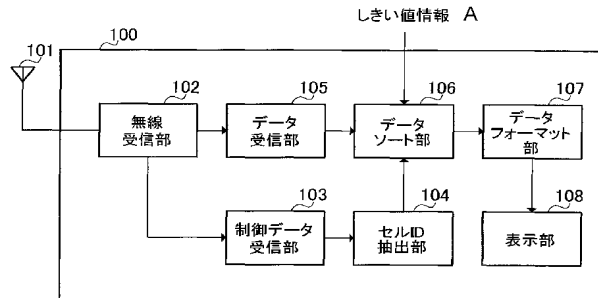 しきい値情報 A
100
101
102
無線
受信部
105
データ
受信部
106
データ
ソート部
107
データ
フォーマット
部
103
制御データ
受信部
104
セルID
抽出部
108
表示部